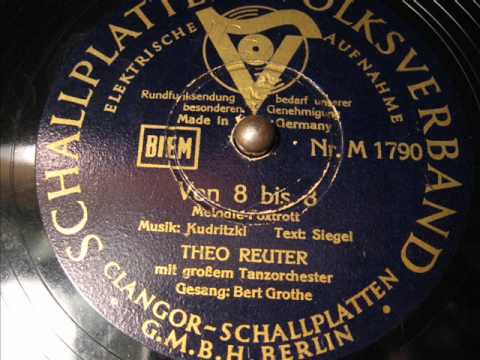 SCHALLPLATTEN VOLKSVERBAND
ELEKTRISCHE AUFNAHME
Rundfunksendung bedarf unserer
besonderen Genehmigung
Made in Germany
BIEM
Nr. M 1790
Von 8 bis 8
Melodie-Foxtrott
Musik: Kudritzki Text: Siegel
THEO REUTER
mit großem Tanzorchester
Gesang: Bert Grothe
CLANGOR-SCHALLPLATTEN
G.M.B.H. BERLIN